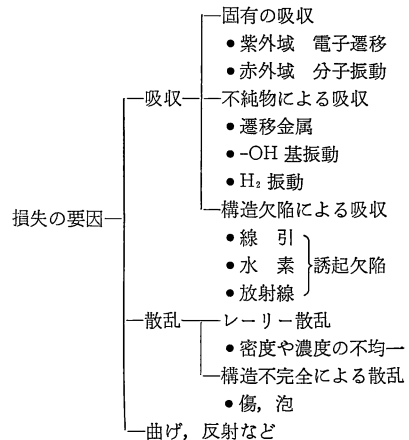 固有の吸収
●紫外域 電子遷移
●赤外域 分子振動
吸収
不純物による吸収
●遷移金属
●-OH 基振動
●H₂ 振動
構造欠陥による吸収
損失の要因
●線 引
●水 素
誘起欠陥
●放射線
散乱
レーリー散乱
●密度や濃度の不均一
構造不完全による散乱
●傷，泡
曲げ，反射など